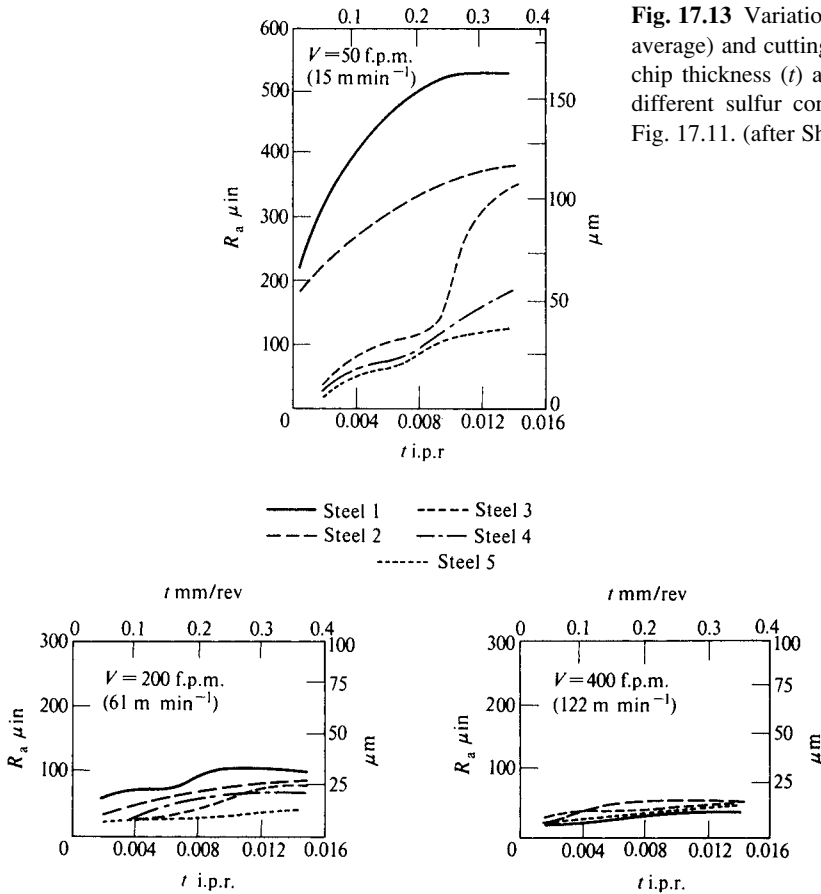 Fig. 17.13 Variatio
average) and cutting
chip thickness (t) a
different sulfur con
Fig. 17.11. (after Sh
0.1 0.2 0.3 0.4
V = 50 f.p.m.
(15 m min⁻¹)
600
500
400
300
200
100
0
Rₐ μin
150
100
50
0
μm
0.004 0.008 0.012 0.016
t i.p.r
Steel 1 Steel 3
Steel 2 Steel 4
Steel 5
t mm/rev
0 0.1 0.2 0.3 0.4
V = 200 f.p.m.
(61 m min⁻¹)
300
200
100
0
Rₐ μin
100
75
50
25
μm
0.004 0.008 0.012 0.016
t i.p.r.
t mm/rev
0 0.1 0.2 0.3 0.4
V = 400 f.p.m.
(122 m min⁻¹)
300
200
100
0
Rₐ μin
100
75
50
25
μm
0.004 0.008 0.012 0.016
t i.p.r.